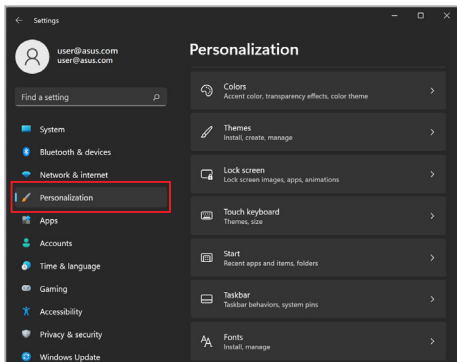 Settings
user@asus.com
user@asus.com
Find a setting
System
Bluetooth & devices
Network & internet
Personalization
Apps
Accounts
Time & language
Gaming
Accessibility
Privacy & security
Windows Update
Personalization
Colors
Accent color, transparency effects, color theme
Themes
Install, create, manage
Lock screen
Lock screen images, apps, animations
Touch keyboard
Themes, size
Start
Recent apps and items, folders
Taskbar
Taskbar behaviors, system pins
Fonts
Install, manage